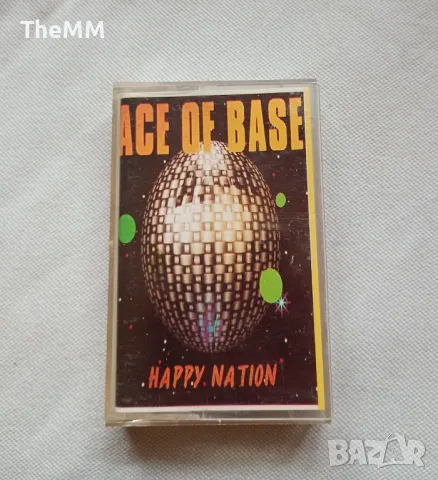 TheMM
ACE OF BASE
HAPPY NATION
BAZAR